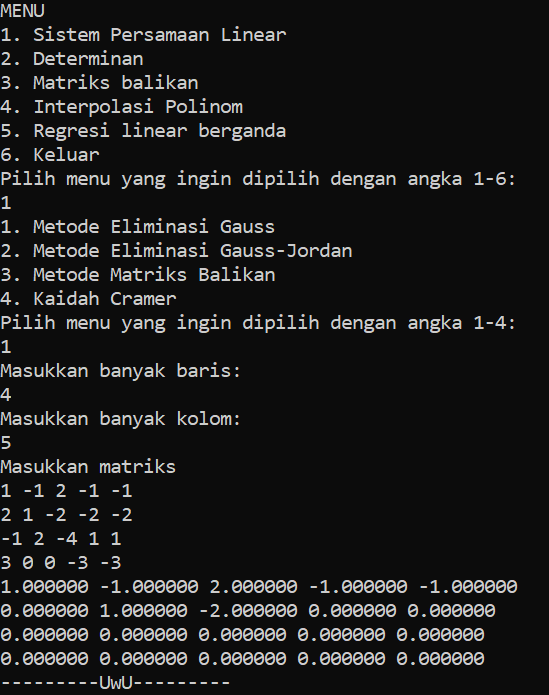 MENU
1. Sistem Persamaan Linear
2. Determinan
3. Matriks balikan
4. Interpolasi Polinom
5. Regresi linear berganda
6. Keluar
Pilih menu yang ingin dipilih dengan angka 1-6:
1
1. Metode Eliminasi Gauss
2. Metode Eliminasi Gauss-Jordan
3. Metode Matriks Balikan
4. Kaidah Cramer
Pilih menu yang ingin dipilih dengan angka 1-4:
1
Masukkan banyak baris:
4
Masukkan banyak kolom:
5
Masukkan matriks
1 -1 2 -1 -1
2 1 -2 -2 -2
-1 2 -4 1 1
3 0 0 -3 -3
1.000000 -1.000000 2.000000 -1.000000 -1.000000
0.000000 1.000000 -2.000000 0.000000 0.000000
0.000000 0.000000 0.000000 0.000000 0.000000
0.000000 0.000000 0.000000 0.000000 0.000000
---------UwU---------